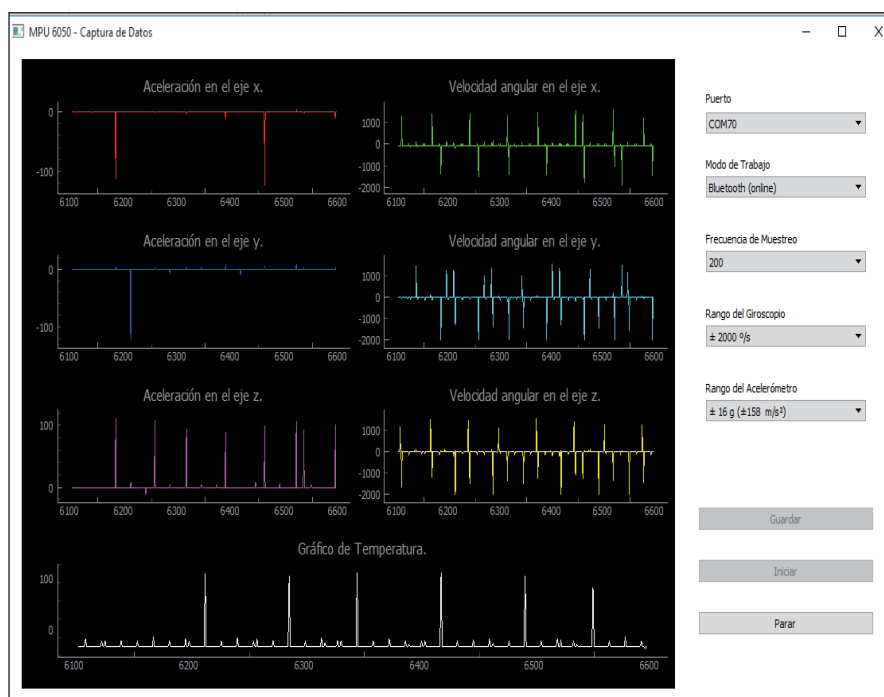 MPU 6050 - Captura de Datos
Aceleración en el eje x.
0
-100
6100 6200 6300 6400 6500 6600
Velocidad angular en el eje x.
1000
0
-1000
-2000
6100 6200 6300 6400 6500 6600
Aceleración en el eje y.
0
-100
6100 6200 6300 6400 6500 6600
Velocidad angular en el eje y.
1000
0
-1000
-2000
6100 6200 6300 6400 6500 6600
Aceleración en el eje z.
100
0
6100 6200 6300 6400 6500 6600
Velocidad angular en el eje z.
1000
0
-1000
-2000
6100 6200 6300 6400 6500 6600
Gráfico de Temperatura.
100
0
6100 6200 6300 6400 6500 6600
Puerto
COM70
Modo de Trabajo
Bluetooth (online)
Frecuencia de Muestreo
200
Rango del Giroscopio
± 2000 º/s
Rango del Acelerómetro
± 16 g (±158 m/s²)
Guardar
Iniciar
Parar